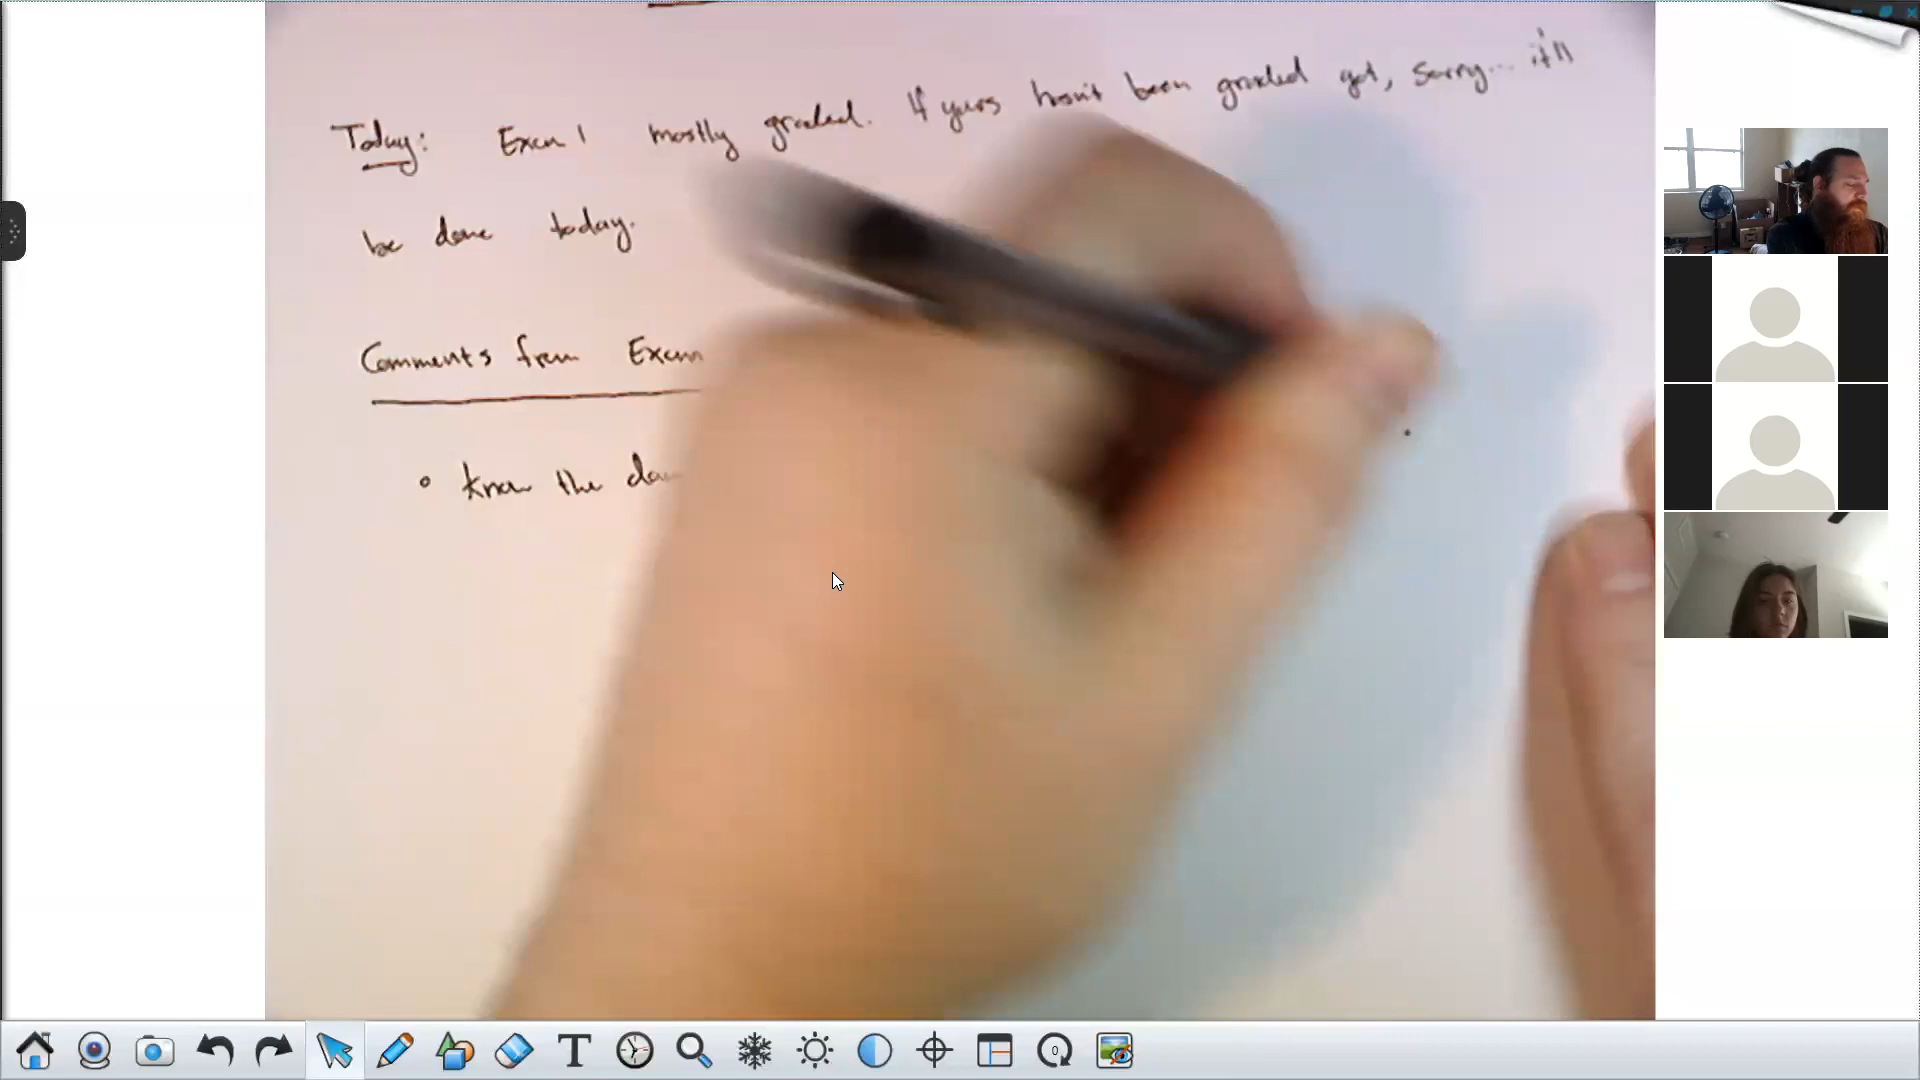 Today: Exam 1 mostly graded. If yours hasn't been graded yet, sorry... it'll
be done today.
Comments from Exam
• know the